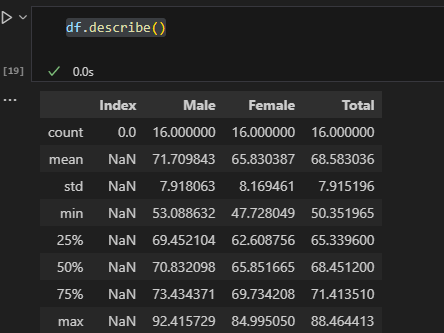 df.describe()
[19] 0.0s
...
Index Male Female Total
count 0.0 16.000000 16.000000 16.000000
mean NaN 71.709843 65.830387 68.583036
std NaN 7.918063 8.169461 7.915196
min NaN 53.088632 47.728049 50.351965
25% NaN 69.452104 62.608756 65.339600
50% NaN 70.832098 65.851665 68.451200
75% NaN 73.434371 69.734208 71.413510
max NaN 92.415729 84.995050 88.464413